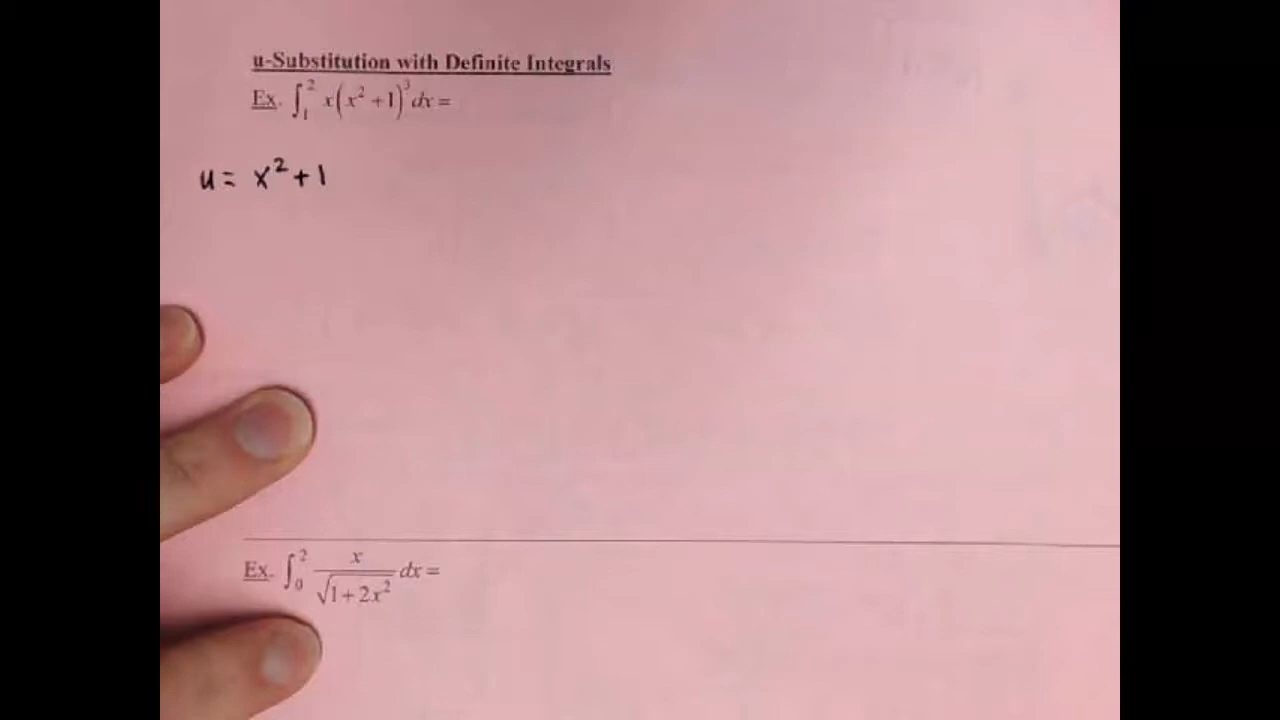 u-Substitution with Definite Integrals
Ex. ∫₁² x(x² +1)³ dx =
u = x² + 1
Ex. ∫₀² x/√(1+2x²) dx =